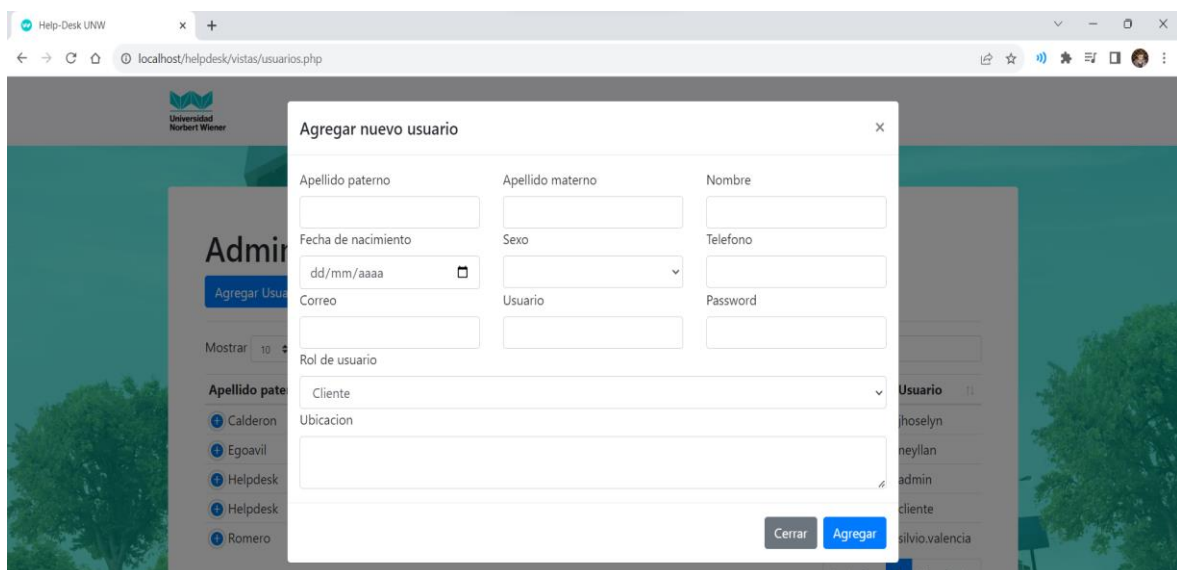 Help-Desk UNW
localhost/helpdesk/vistas/usuarios.php
Universidad
Norbert Wiener
Agregar nuevo usuario
Apellido paterno Apellido materno Nombre
Fecha de nacimiento Sexo Telefono
dd/mm/aaaa
Correo Usuario Password
Rol de usuario
Cliente
Ubicacion
Cerrar Agregar
Admin
Agregar Usua
Mostrar 10
Apellido pate Usuario
Calderon jhoselyn
Egoavil neyllan
Helpdesk admin
Helpdesk cliente
Romero silvio.valencia